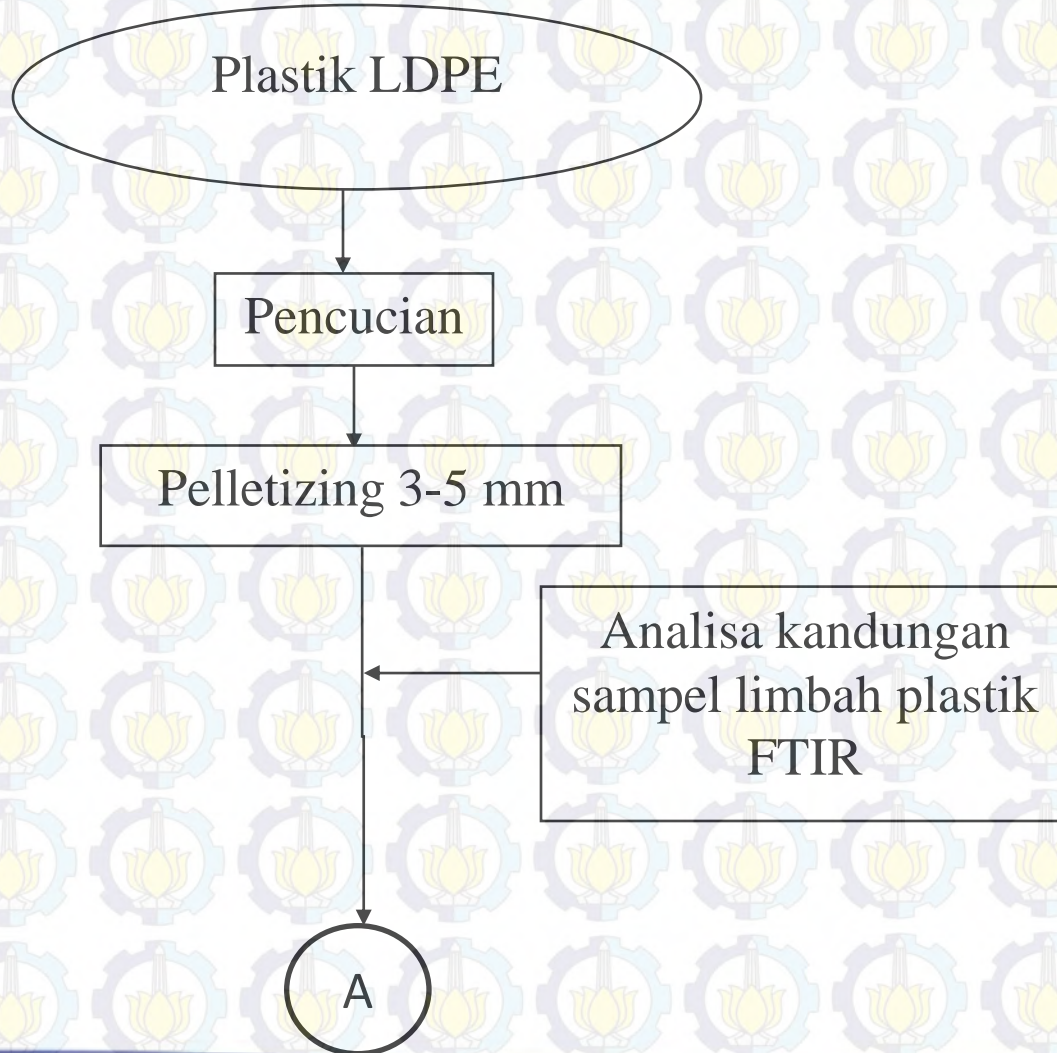 Plastik LDPE
Pencucian
Pelletizing 3-5 mm
Analisa kandungan
sampel limbah plastik
FTIR
A